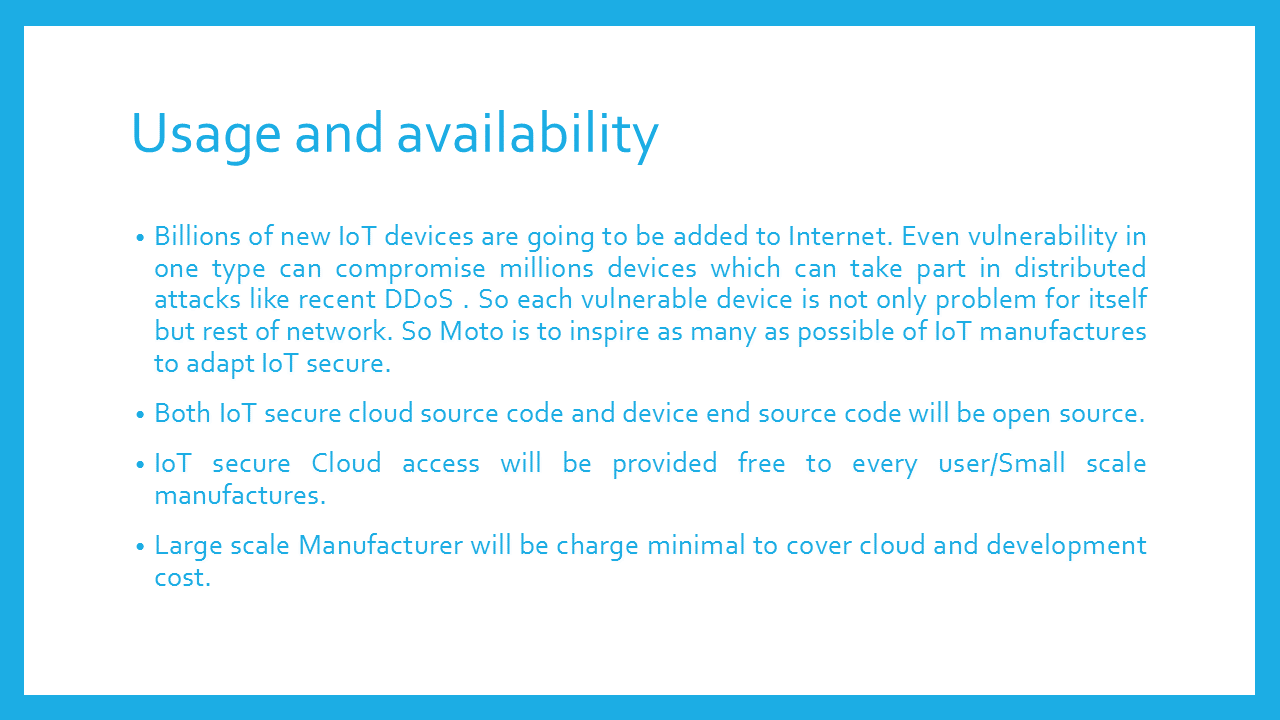 Usage and availability
• Billions of new IoT devices are going to be added to Internet. Even vulnerability in
one type can compromise millions devices which can take part in distributed
attacks like recent DDoS . So each vulnerable device is not only problem for itself
but rest of network. So Moto is to inspire as many as possible of IoT manufactures
to adapt IoT secure.
• Both IoT secure cloud source code and device end source code will be open source.
• IoT secure Cloud access will be provided free to every user/Small scale
manufactures.
• Large scale Manufacturer will be charge minimal to cover cloud and development
cost.